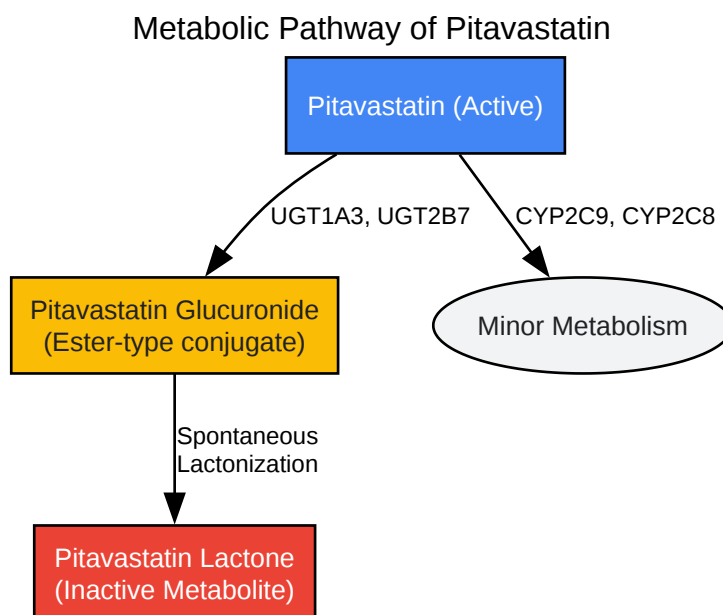 Metabolic Pathway of Pitavastatin
Pitavastatin (Active)
UGT1A3, UGT2B7
CYP2C9, CYP2C8
Pitavastatin Glucuronide
(Ester-type conjugate)
Minor Metabolism
Spontaneous
Lactonization
Pitavastatin Lactone
(Inactive Metabolite)